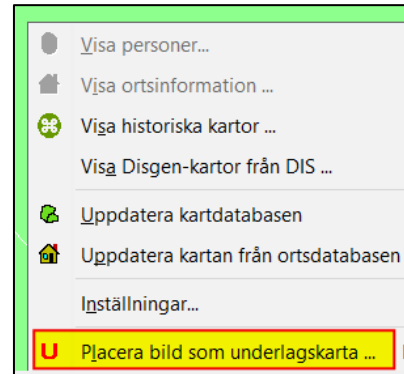 Visa personer...
Visa ortsinformation ...
Visa historiska kartor ...
Visa Disgen-kartor från DIS ...
Uppdatera kartdatabasen
Uppdatera kartan från ortsdatabasen
Inställningar...
U Placera bild som underlagskarta ...